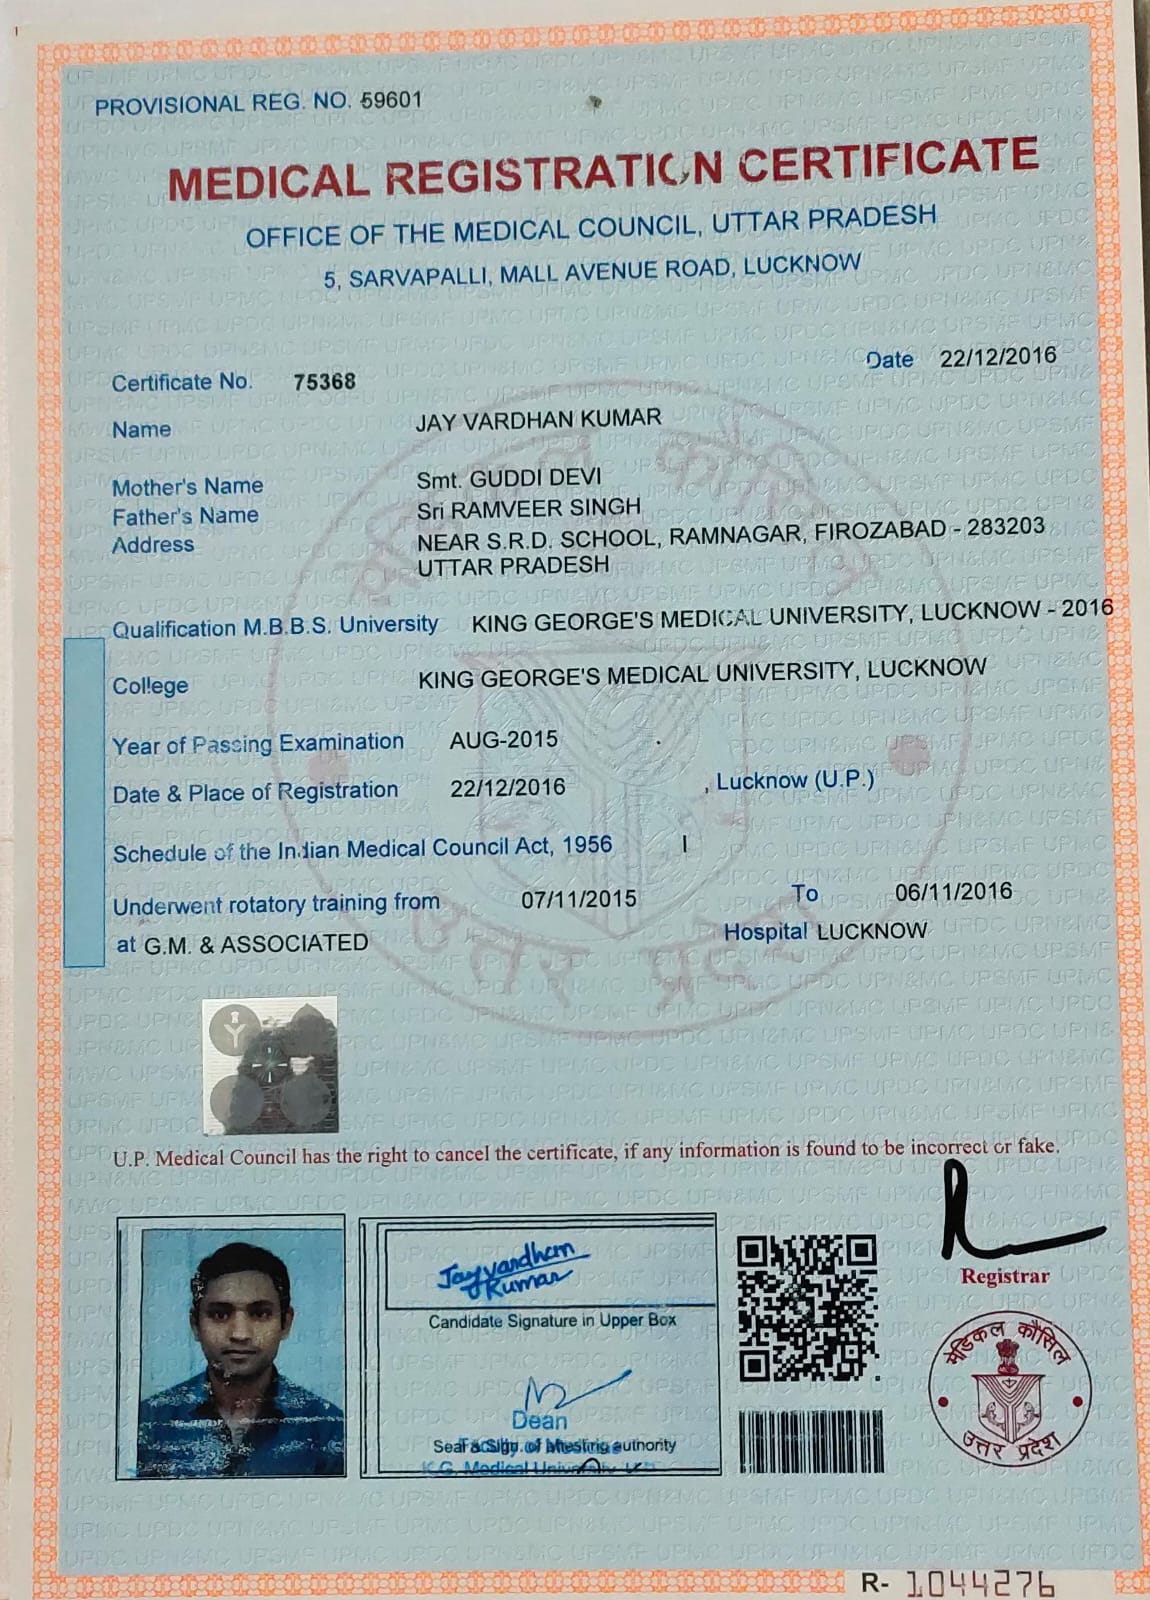 PROVISIONAL REG. NO. 59601
MEDICAL REGISTRATION CERTIFICATE
OFFICE OF THE MEDICAL COUNCIL, UTTAR PRADESH
5, SARVAPALLI, MALL AVENUE ROAD, LUCKNOW
Date 22/12/2016
Certificate No. 75368
Name JAY VARDHAN KUMAR
Mother's Name Smt. GUDDI DEVI
Father's Name Sri RAMVEER SINGH
Address NEAR S.R.D. SCHOOL, RAMNAGAR, FIROZABAD - 283203
UTTAR PRADESH
Qualification M.B.B.S. University KING GEORGE'S MEDICAL UNIVERSITY, LUCKNOW - 2016
College KING GEORGE'S MEDICAL UNIVERSITY, LUCKNOW
Year of Passing Examination AUG-2015
Date & Place of Registration 22/12/2016 , Lucknow (U.P.)
Schedule of the Indian Medical Council Act, 1956 I
Underwent rotatory training from 07/11/2015 To 06/11/2016
at G.M. & ASSOCIATED Hospital LUCKNOW
U.P. Medical Council has the right to cancel the certificate, if any information is found to be incorrect or fake.
Jayvardhan
Kumar
Candidate Signature in Upper Box
Registrar
Dean
Seal & Sign. of Attesting authority
K.G. Medical University
मेडिकल कौंसिल
उत्तर प्रदेश
R- 1044276